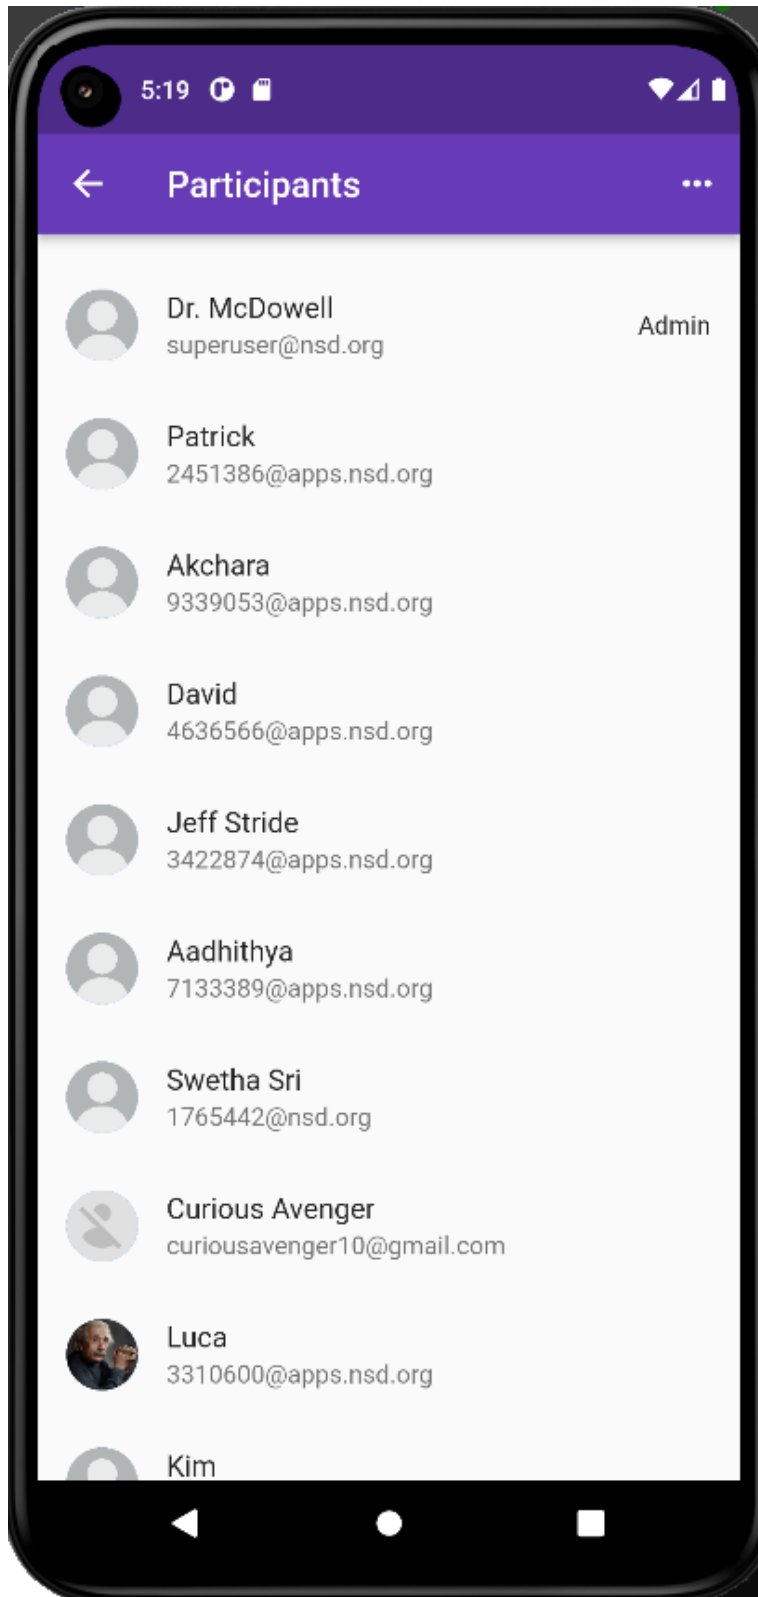 5:19
Participants
Dr. McDowell
superuser@nsd.org
Admin
Patrick
2451386@apps.nsd.org
Akchara
9339053@apps.nsd.org
David
4636566@apps.nsd.org
Jeff Stride
3422874@apps.nsd.org
Aadhithya
7133389@apps.nsd.org
Swetha Sri
1765442@nsd.org
Curious Avenger
curiousavenger10@gmail.com
Luca
3310600@apps.nsd.org
Kim